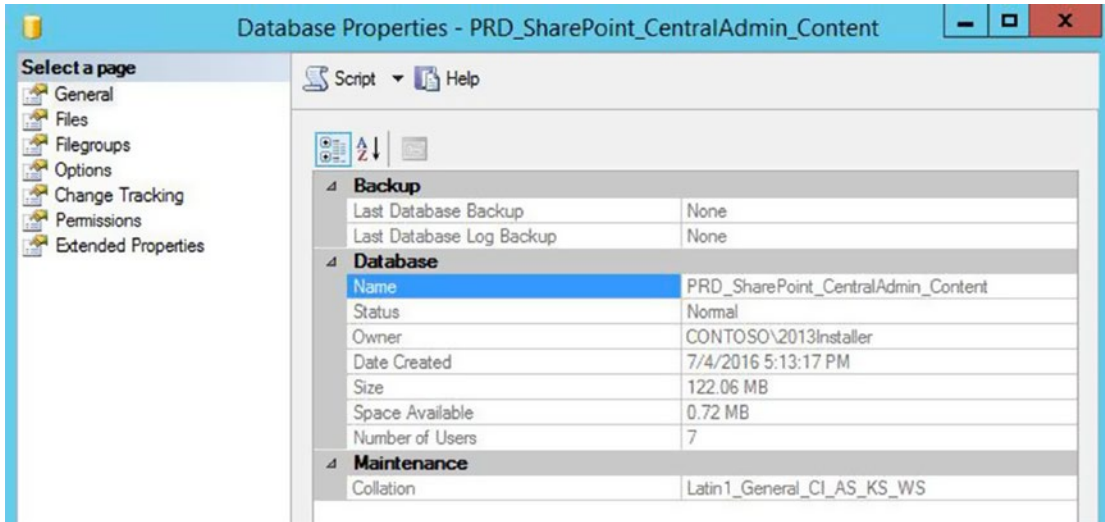 Database Properties - PRD_SharePoint_CentralAdmin_Content
Select a page
General
Files
Filegroups
Options
Change Tracking
Permissions
Extended Properties
Script Help
Backup
Last Database Backup None
Last Database Log Backup None
Database
Name PRD_SharePoint_CentralAdmin_Content
Status Normal
Owner CONTOSO\2013Installer
Date Created 7/4/2016 5:13:17 PM
Size 122.06 MB
Space Available 0.72 MB
Number of Users 7
Maintenance
Collation Latin1_General_CI_AS_KS_WS